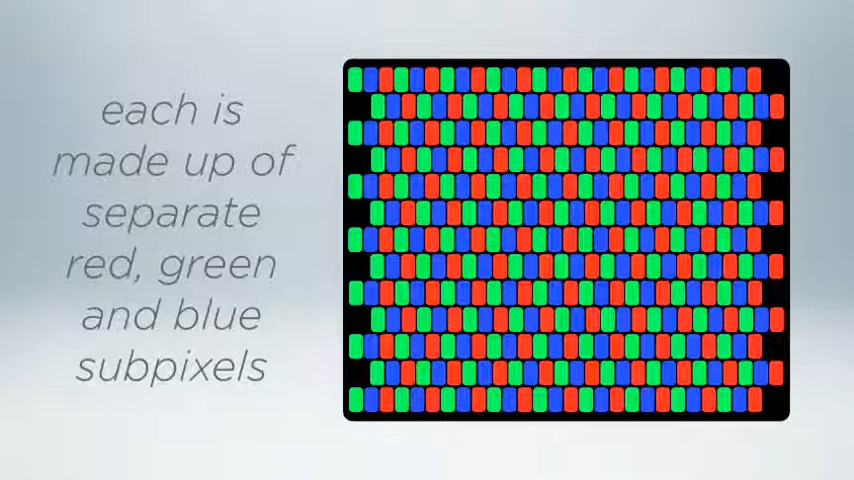 each is
made up of
separate
red, green
and blue
subpixels